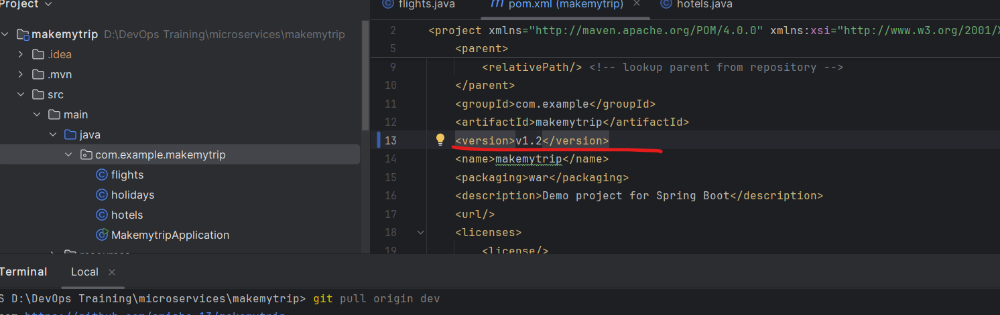 Project
flights.java
pom.xml (makemytrip)
hotels.java
makemytrip D:\DevOps Training\microservices\makemytrip
.idea
.mvn
src
main
java
com.example.makemytrip
flights
holidays
hotels
MakemytripApplication
2 <project xmlns="http://maven.apache.org/POM/4.0.0" xmlns:xsi="http://www.w3.org/2001/X
5 <parent>
9 <relativePath/> <!-- lookup parent from repository -->
10 </parent>
11 <groupId>com.example</groupId>
12 <artifactId>makemytrip</artifactId>
13 <version>v1.2</version>
14 <name>makemytrip</name>
15 <packaging>war</packaging>
16 <description>Demo project for Spring Boot</description>
17 <url/>
18 <licenses>
19 <license/>
Terminal Local
S D:\DevOps Training\microservices\makemytrip> git pull origin dev